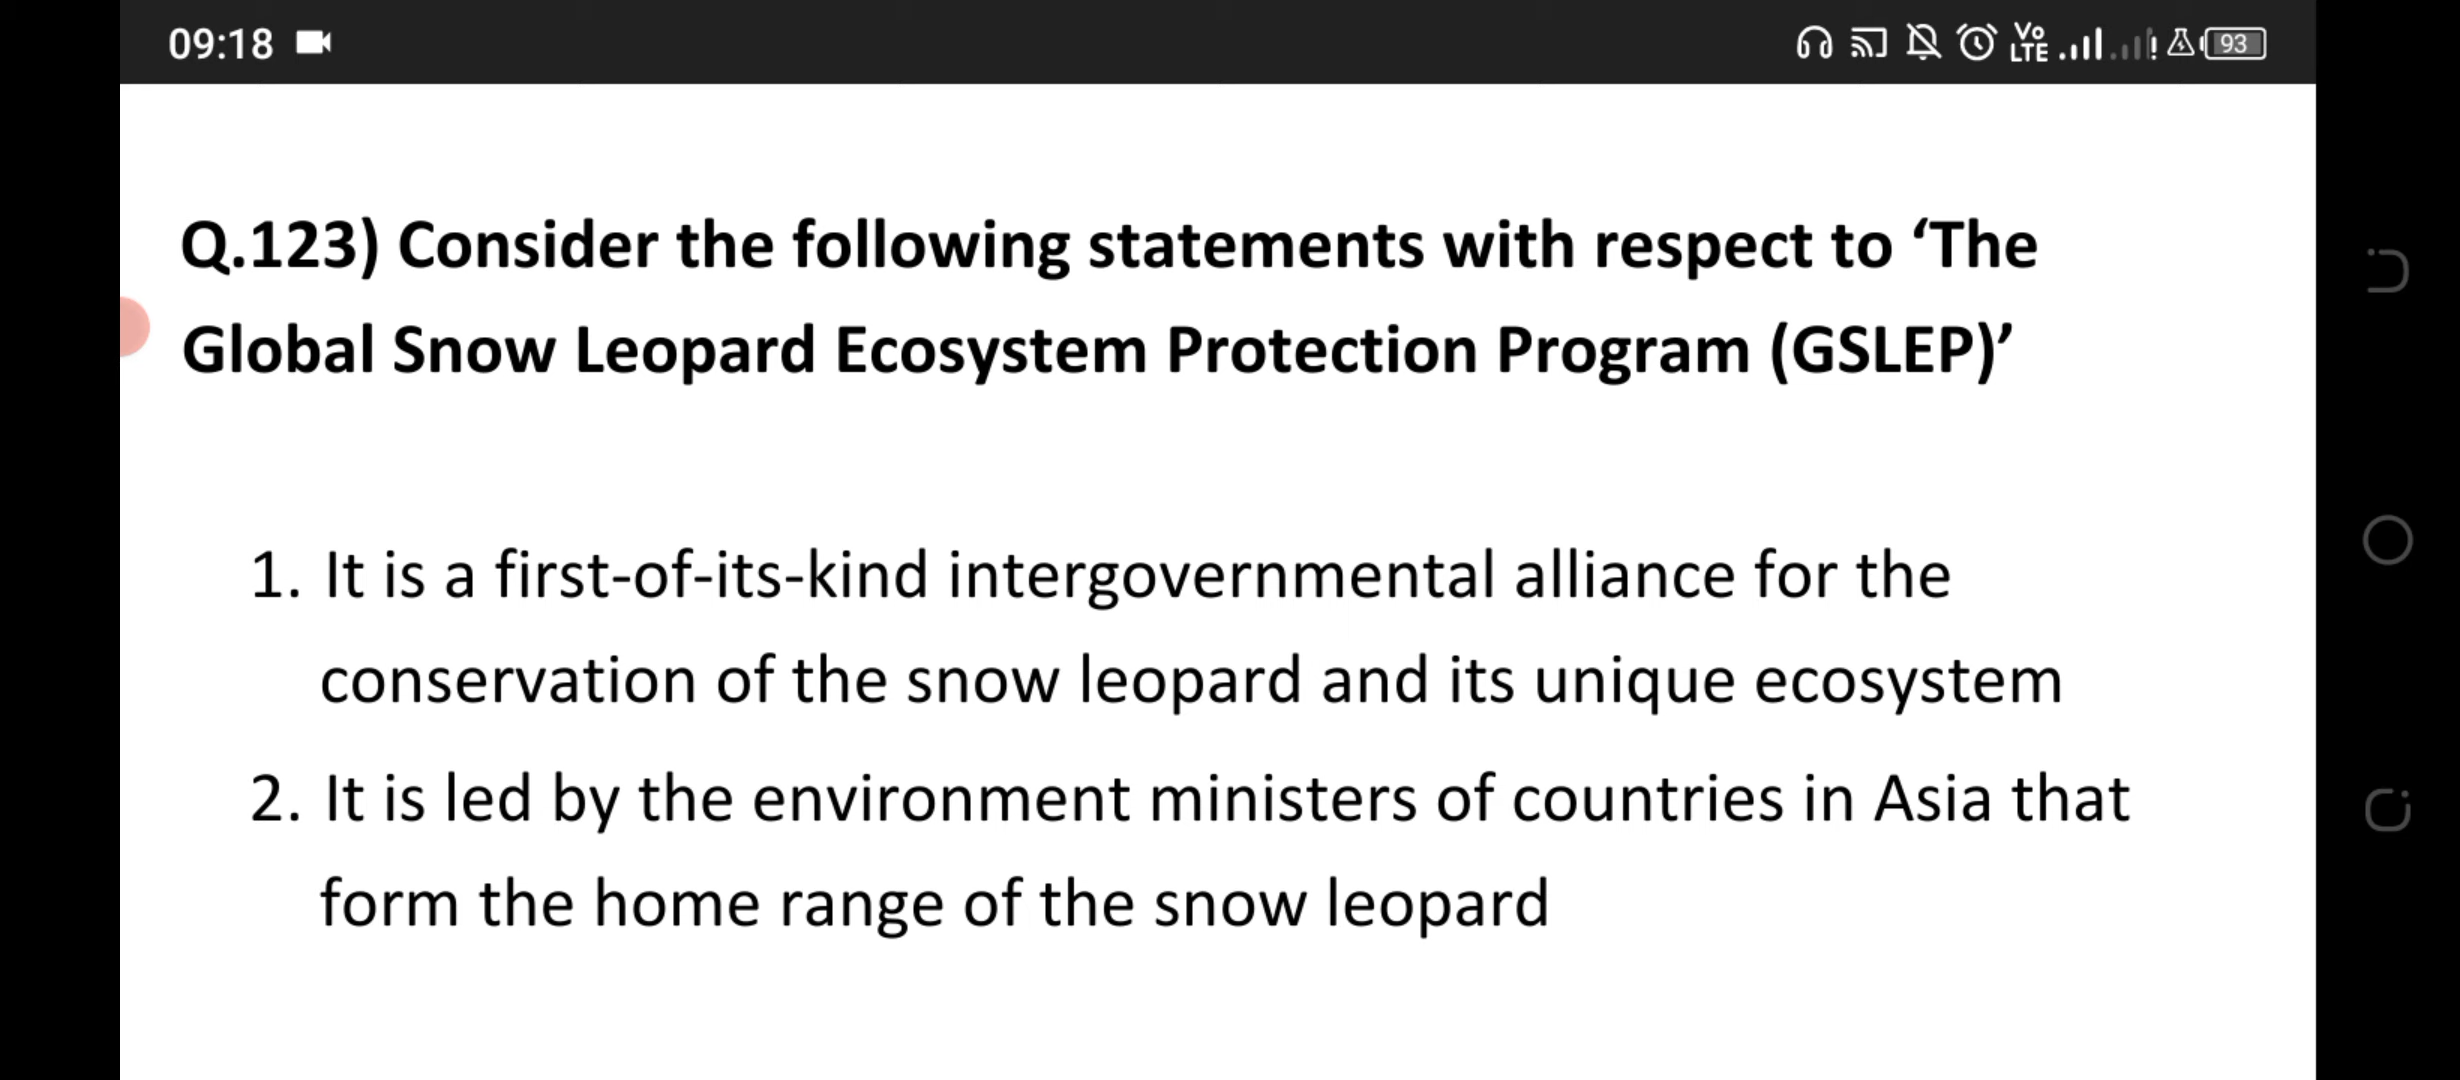 09:18 Vo LTE 93
Q.123) Consider the following statements with respect to ‘The
Global Snow Leopard Ecosystem Protection Program (GSLEP)’
1. It is a first-of-its-kind intergovernmental alliance for the
conservation of the snow leopard and its unique ecosystem
2. It is led by the environment ministers of countries in Asia that
form the home range of the snow leopard